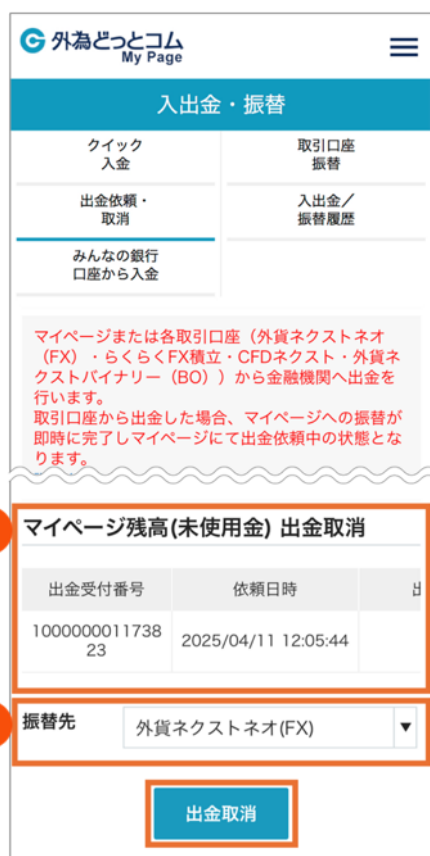 外為どっとコム
My Page
入出金・振替
クイック
入金
取引口座
振替
出金依頼・
取消
入出金／
振替履歴
みんなの銀行
口座から入金
マイページまたは各取引口座（外貨ネクストネオ
（FX）・らくらくFX積立・CFDネクスト・外貨ネ
クストバイナリー（BO））から金融機関へ出金を
行います。
取引口座から出金した場合、マイページへの振替が
即時に完了しマイページにて出金依頼中の状態とな
ります。
マイページ残高(未使用金) 出金取消
出金受付番号
依頼日時
1000000011738
23
2025/04/11 12:05:44
振替先
外貨ネクストネオ(FX)
出金取消